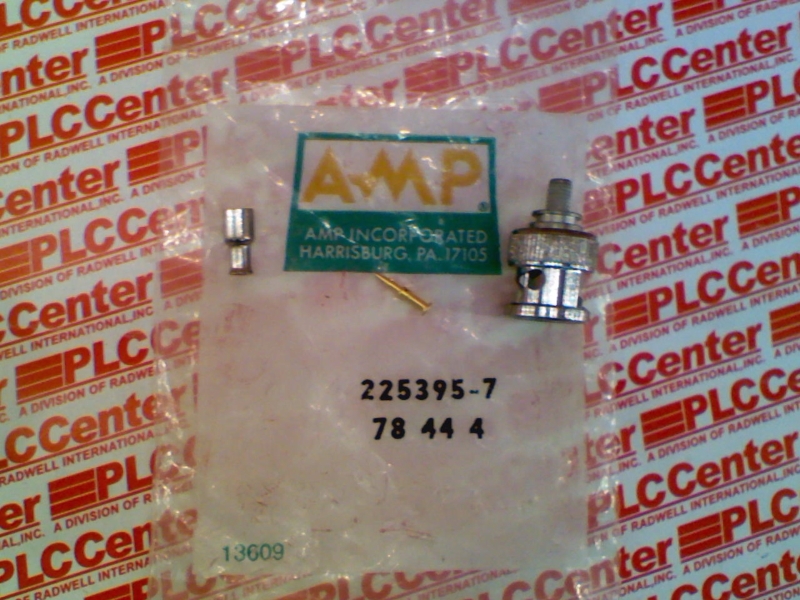 AMP
®
AMP INCORPORATED
HARRISBURG, PA. 17105
225395-7
78 44 4
13609
PLCCenter
A DIVISION OF RADWELL INTERNATIONAL, INC.